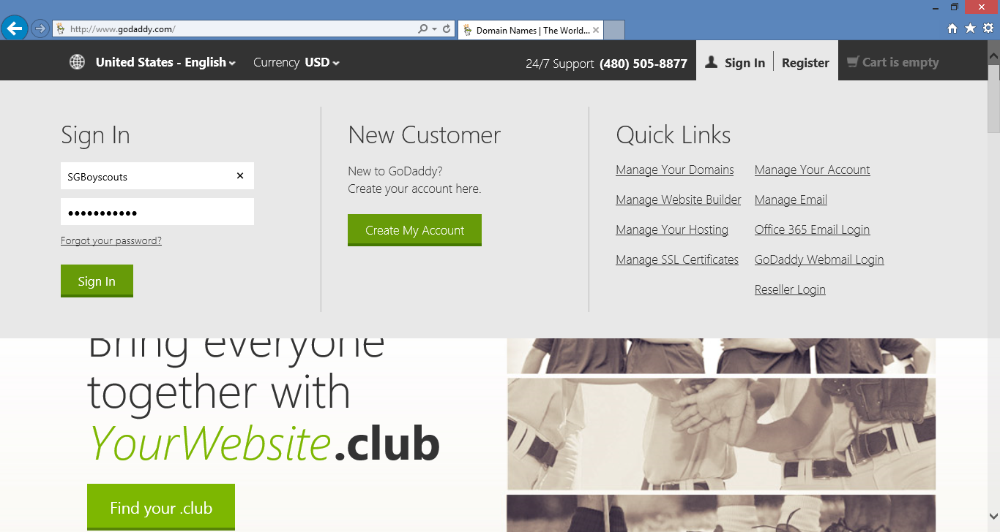 http://www.godaddy.com/
Domain Names | The World...
United States - English
Currency USD
24/7 Support (480) 505-8877
Sign In
Register
Cart is empty
Sign In
SGBoyscouts
●●●●●●●●●●●
Forgot your password?
Sign In
New Customer
New to GoDaddy?
Create your account here.
Create My Account
Quick Links
Manage Your Domains
Manage Website Builder
Manage Your Hosting
Manage SSL Certificates
Manage Your Account
Manage Email
Office 365 Email Login
GoDaddy Webmail Login
Reseller Login
Bring everyone
together with
YourWebsite.club
Find your .club